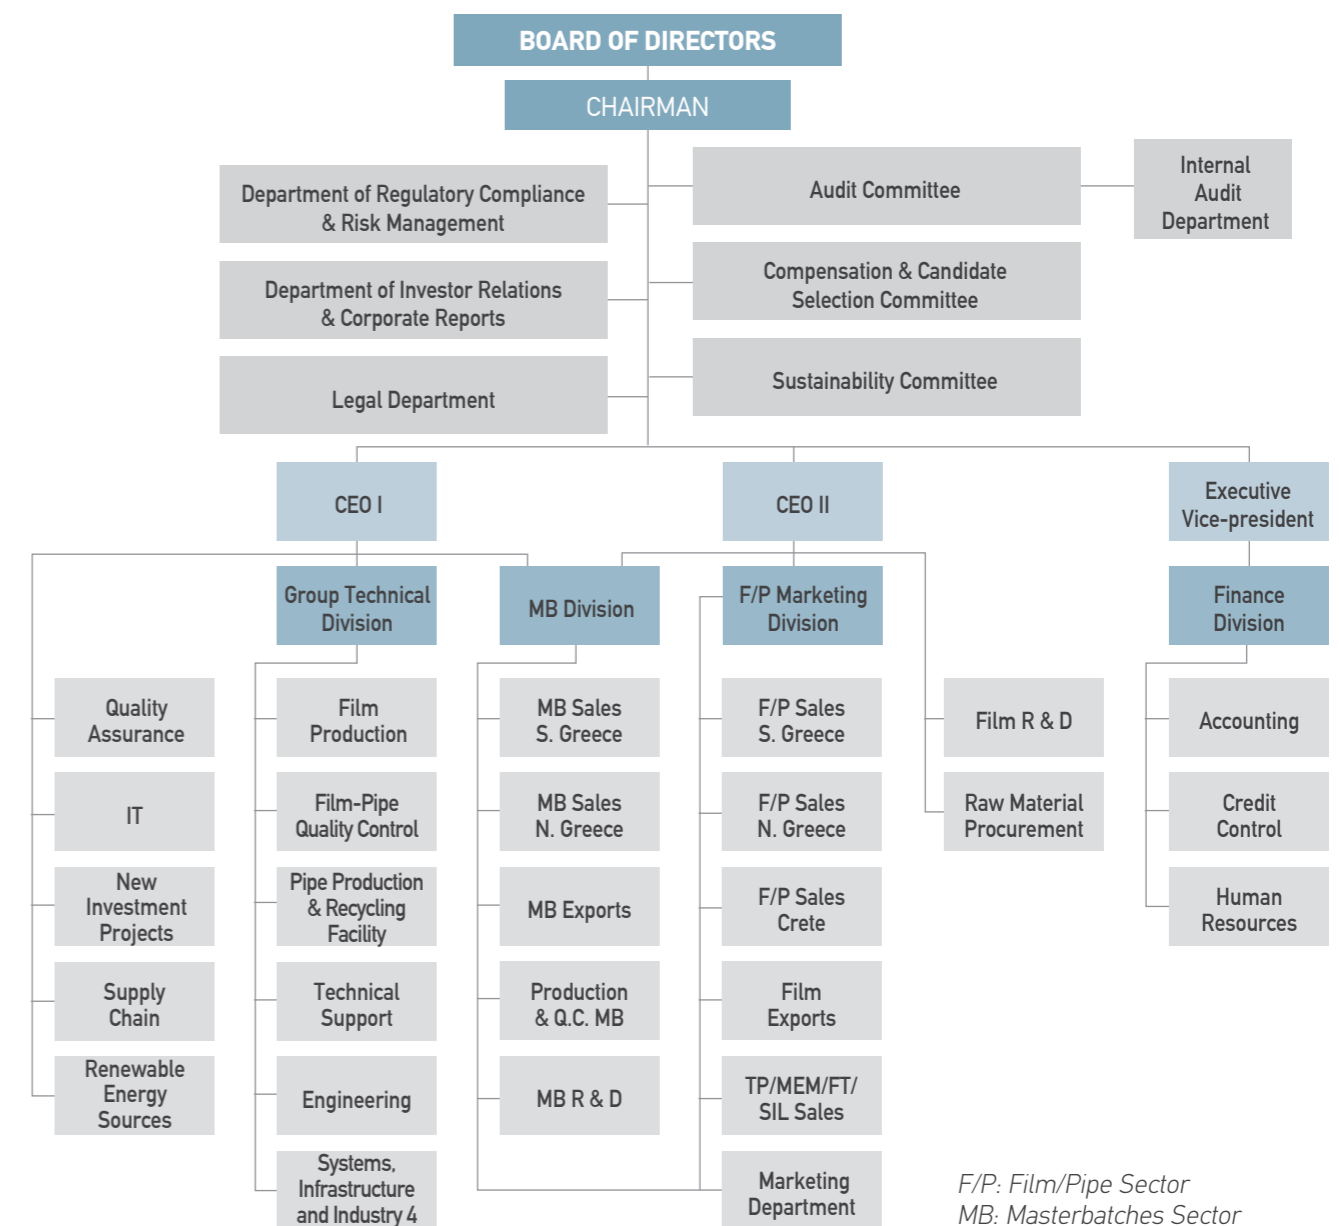 BOARD OF DIRECTORS
CHAIRMAN
Department of Regulatory Compliance
& Risk Management
Department of Investor Relations
& Corporate Reports
Legal Department
Audit Committee
Internal
Audit
Department
Compensation & Candidate
Selection Committee
Sustainability Committee
CEO I
CEO II
Executive
Vice-president
Group Technical
Division
MB Division
F/P Marketing
Division
Finance
Division
Quality
Assurance
IT
New
Investment
Projects
Supply
Chain
Renewable
Energy
Sources
Film
Production
Film-Pipe
Quality Control
Pipe Production
& Recycling
Facility
Technical
Support
Engineering
Systems,
Infrastructure
and Industry 4
MB Sales
S. Greece
MB Sales
N. Greece
MB Exports
Production
& Q.C. MB
MB R & D
F/P Sales
S. Greece
F/P Sales
N. Greece
F/P Sales
Crete
Film
Exports
TP/MEM/FT/
SIL Sales
Marketing
Department
Film R & D
Raw Material
Procurement
Accounting
Credit
Control
Human
Resources
F/P: Film/Pipe Sector
MB: Masterbatches Sector